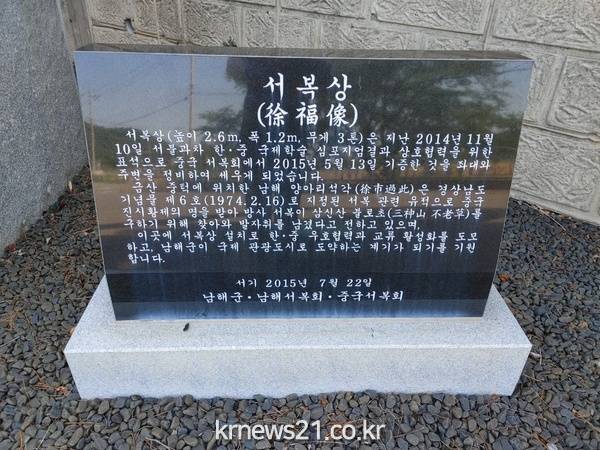 서복상
(徐福像)
서복상(높이 2.6m, 폭 1.2m, 무게 3톤)은 지난 2014년 11월
10일 서불과차 한·중 국제학술 심포지엄결과 상호협력을 위한
표석으로 중국 서복회에서 2015년 5월 13일 기증한 것을 좌대와
주변을 정비하여 세우게 되었습니다.
금산 중턱에 위치한 남해 양아리석각(徐市過此)은 경상남도
기념물 제6호(1974.2.16)로 지정된 서복 관련 유적으로 중국
진시황제의 명을 받아 방사 서복이 삼신산 불로초(三神山 不老草)를
구하기 위해 찾아와 발자취를 남겼다고 전하고 있으며,
이곳에 서복상 설치로 한·중 우호협력과 교류 활성화를 도모
하고, 남해군이 국제 관광도시로 도약하는 계기가 되기를 기원
합니다.
서기 2015년 7월 22일
남해군·남해서복회·중국서복회
krnews21.co.kr